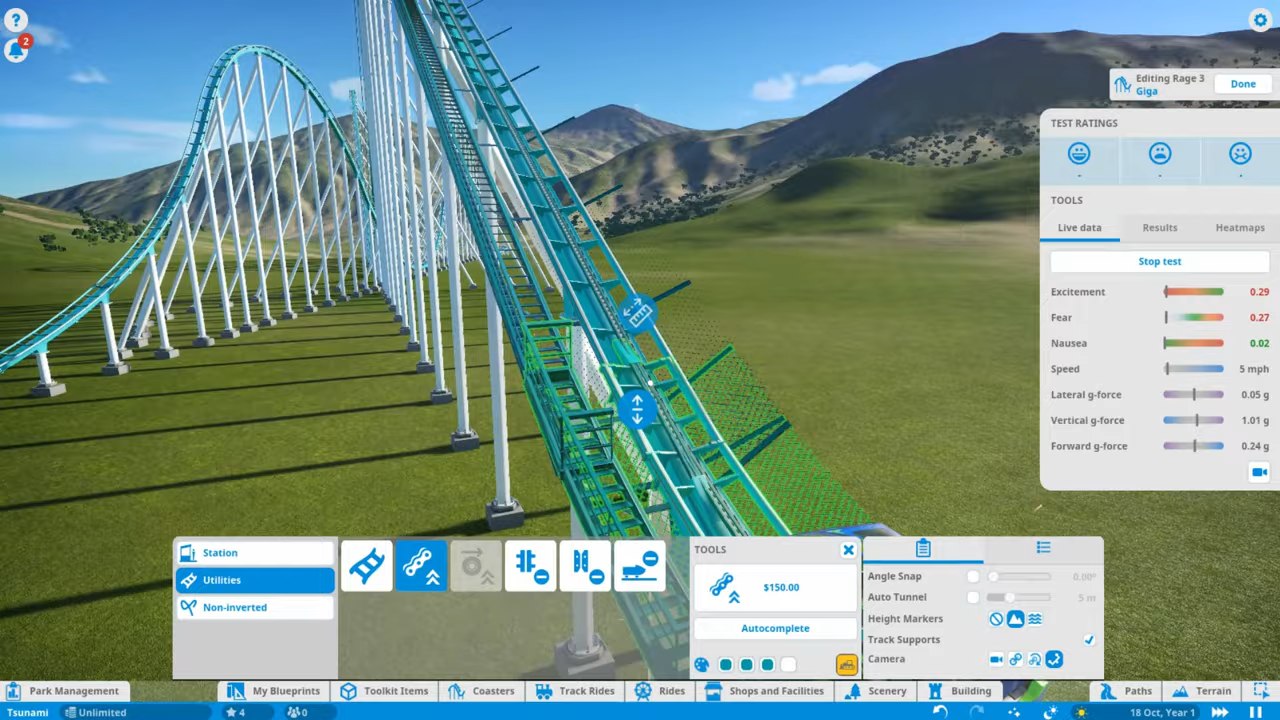 ?
2
Editing Rage 3
Giga
Done
TEST RATINGS
-
-
-
TOOLS
Live data
Results
Heatmaps
Stop test
Excitement
0.29
Fear
0.27
Nausea
0.02
Speed
5 mph
Lateral g-force
0.05 g
Vertical g-force
1.01 g
Forward g-force
0.24 g
Station
Utilities
Non-inverted
TOOLS
$150.00
Autocomplete
Angle Snap
0.00°
Auto Tunnel
5 m
Height Markers
Track Supports
Camera
Park Management
My Blueprints
Toolkit Items
Coasters
Track Rides
Rides
Shops and Facilities
Scenery
Building
Paths
Terrain
Tsunami
Unlimited
4
0
18 Oct, Year 1